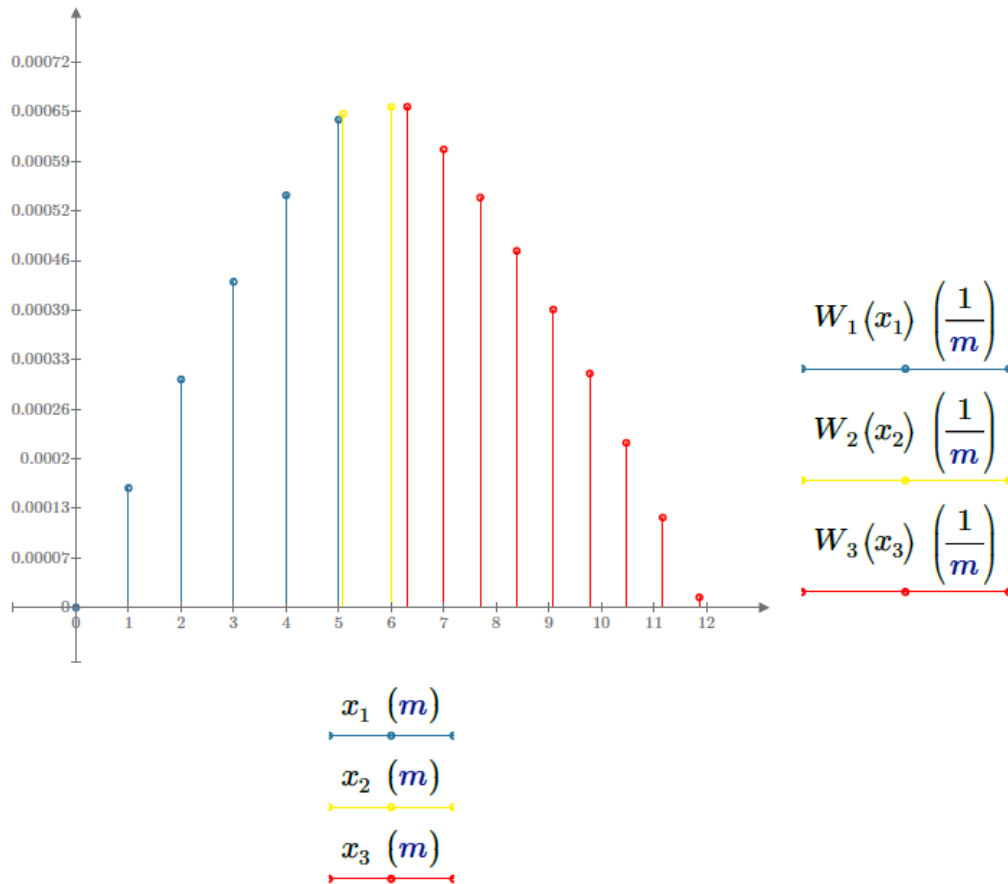 0.00072
0.00065
0.00059
0.00052
0.00046
0.00039
0.00033
0.00026
0.0002
0.00013
0.00007
0
0 1 2 3 4 5 6 7 8 9 10 11 12
W₁(x₁) (1/m)
W₂(x₂) (1/m)
W₃(x₃) (1/m)
x₁ (m)
x₂ (m)
x₃ (m)